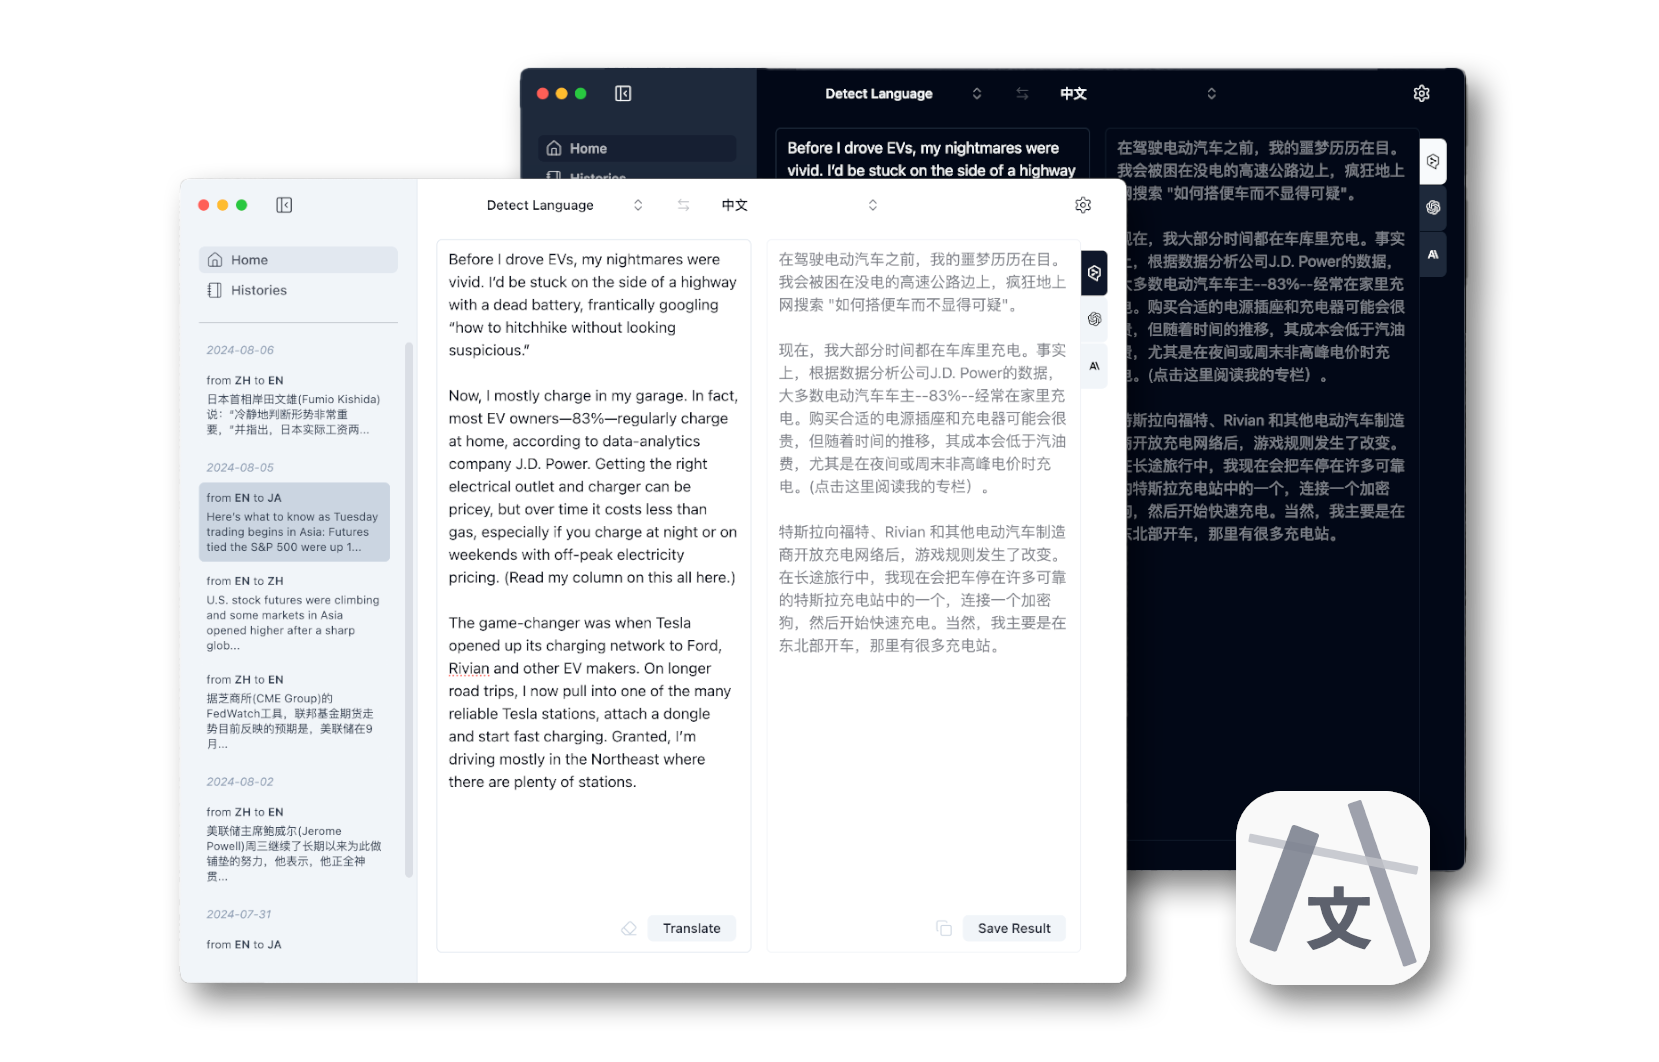 Detect Language
中文
Home
Histories
Before I drove EVs, my nightmares were
vivid. I'd be stuck on the side of a highway
在驾驶电动汽车之前，我的噩梦历历在目。
我会被困在没电的高速公路边上，疯狂地上
网搜索 "如何搭便车而不显得可疑"。
现在，我大部分时间都在车库里充电。事实
上，根据数据分析公司J.D. Power的数据，
大多数电动汽车车主--83%--经常在家里充
电。购买合适的电源插座和充电器可能会很
贵，但随着时间的推移，其成本会低于汽油
费，尤其是在夜间或周末非高峰电价时充
电。(点击这里阅读我的专栏）。
特斯拉向福特、Rivian 和其他电动汽车制造
商开放充电网络后，游戏规则发生了改变。
在长途旅行中，我现在会把车停在许多可靠
的特斯拉充电站中的一个，连接一个加密
狗，然后开始快速充电。当然，我主要是在
东北部开车，那里有很多充电站。
Detect Language
中文
Home
Histories
2024-08-06
from ZH to EN
日本首相岸田文雄(Fumio Kishida)
说：“冷静地判断形势非常重
要，”并指出，日本实际工资两...
2024-08-05
from EN to JA
Here's what to know as Tuesday
trading begins in Asia: Futures
tied the S&P 500 were up 1...
from EN to ZH
U.S. stock futures were climbing
and some markets in Asia
opened higher after a sharp
glob...
from ZH to EN
据芝商所(CME Group)的
FedWatch工具，联邦基金期货走
势目前反映的预期是，美联储在9
月...
2024-08-02
from ZH to EN
美联储主席鲍威尔(Jerome
Powell)周三继续了长期以来为此做
铺垫的努力，他表示，他正全神
贯...
2024-07-31
from EN to JA
Before I drove EVs, my nightmares were
vivid. I'd be stuck on the side of a highway
with a dead battery, frantically googling
“how to hitchhike without looking
suspicious.”
Now, I mostly charge in my garage. In fact,
most EV owners—83%—regularly charge
at home, according to data-analytics
company J.D. Power. Getting the right
electrical outlet and charger can be
pricey, but over time it costs less than
gas, especially if you charge at night or on
weekends with off-peak electricity
pricing. (Read my column on this all here.)
The game-changer was when Tesla
opened up its charging network to Ford,
Rivian and other EV makers. On longer
road trips, I now pull into one of the many
reliable Tesla stations, attach a dongle
and start fast charging. Granted, I'm
driving mostly in the Northeast where
there are plenty of stations.
Translate
在驾驶电动汽车之前，我的噩梦历历在目。
我会被困在没电的高速公路边上，疯狂地上
网搜索 "如何搭便车而不显得可疑"。
现在，我大部分时间都在车库里充电。事实
上，根据数据分析公司J.D. Power的数据，
大多数电动汽车车主--83%--经常在家里充
电。购买合适的电源插座和充电器可能会很
贵，但随着时间的推移，其成本会低于汽油
费，尤其是在夜间或周末非高峰电价时充
电。(点击这里阅读我的专栏）。
特斯拉向福特、Rivian 和其他电动汽车制造
商开放充电网络后，游戏规则发生了改变。
在长途旅行中，我现在会把车停在许多可靠
的特斯拉充电站中的一个，连接一个加密
狗，然后开始快速充电。当然，我主要是在
东北部开车，那里有很多充电站。
Save Result
文